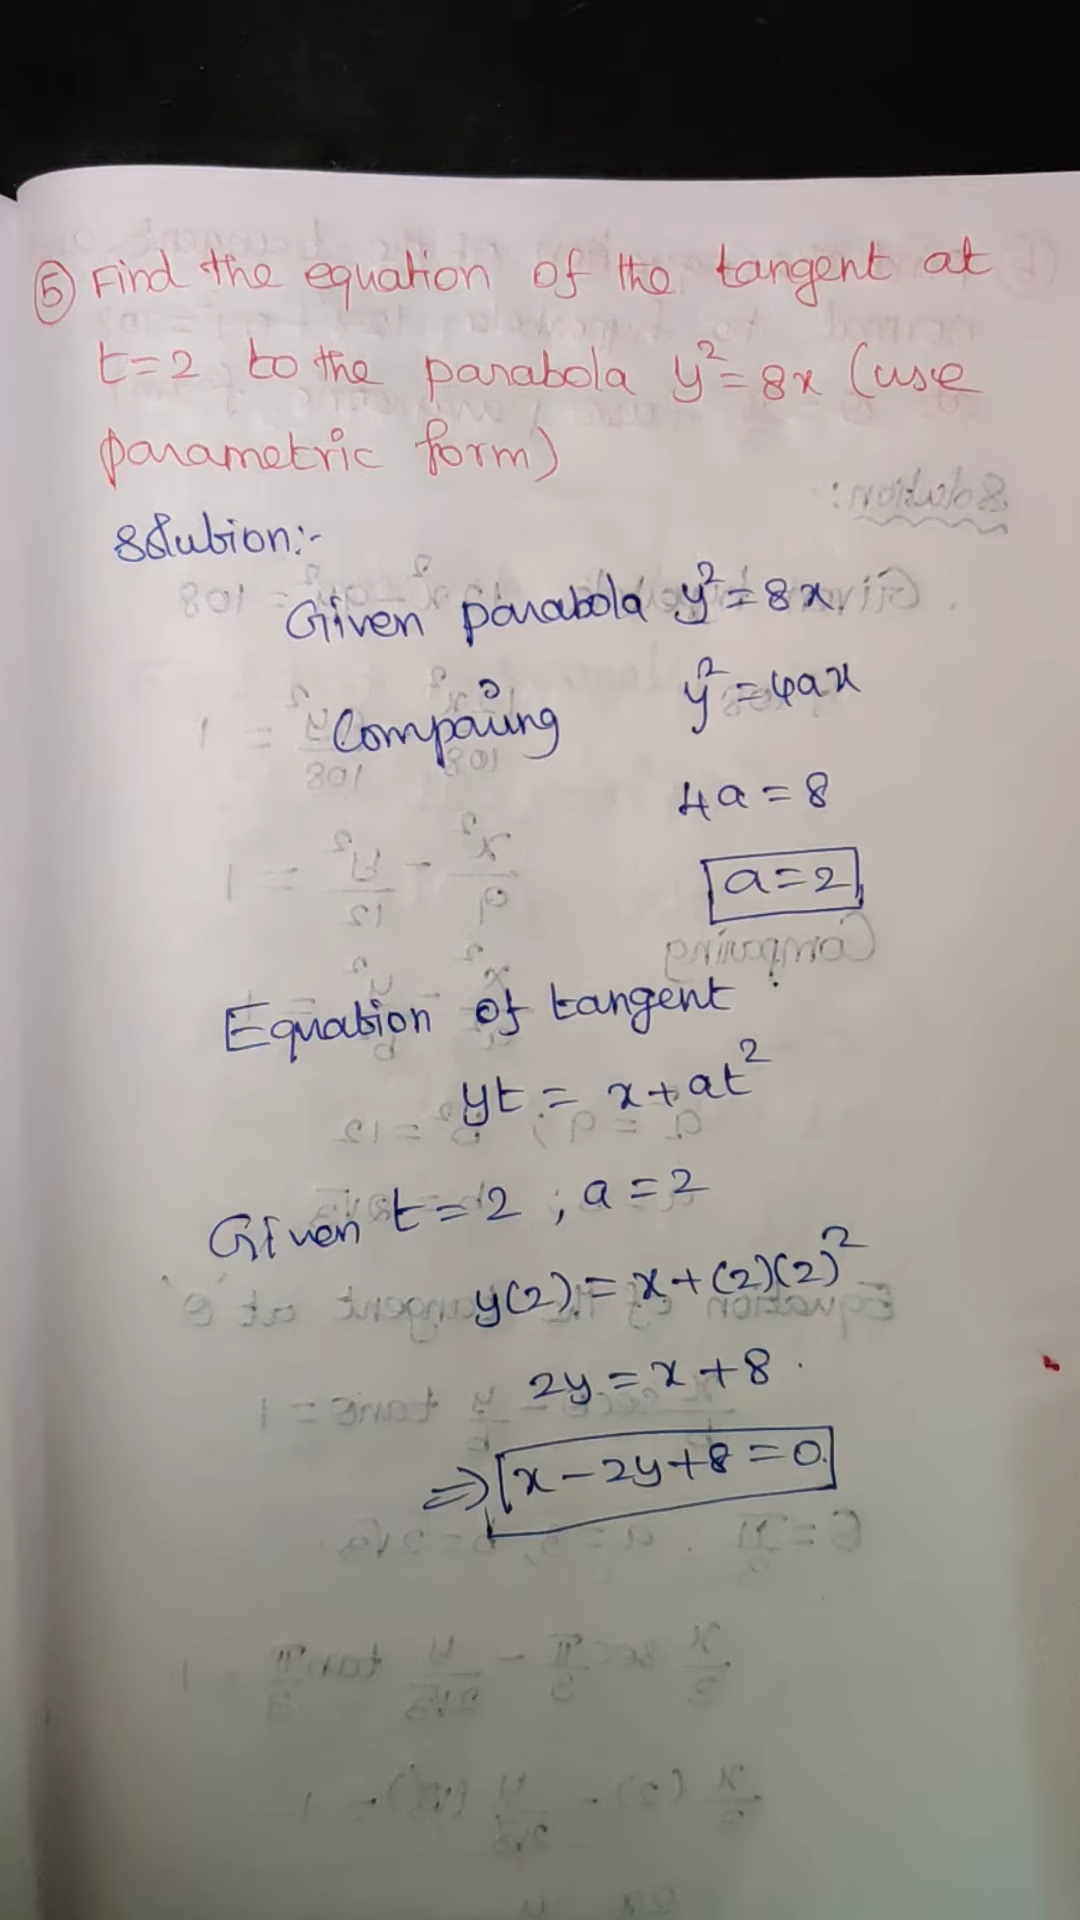 ⑤ Find the equation of the tangent at
t=2 to the parabola y²=8x (use
parametric form)
Solution:-
Given parabola y²=8x
y²=4ax
Comparing
4a=8
a=2
Equation of tangent
yt = x+at²
Given t=2 , a=2
y(2) = x+(2)(2)²
2y = x+8.
⇒ x-2y+8=0.